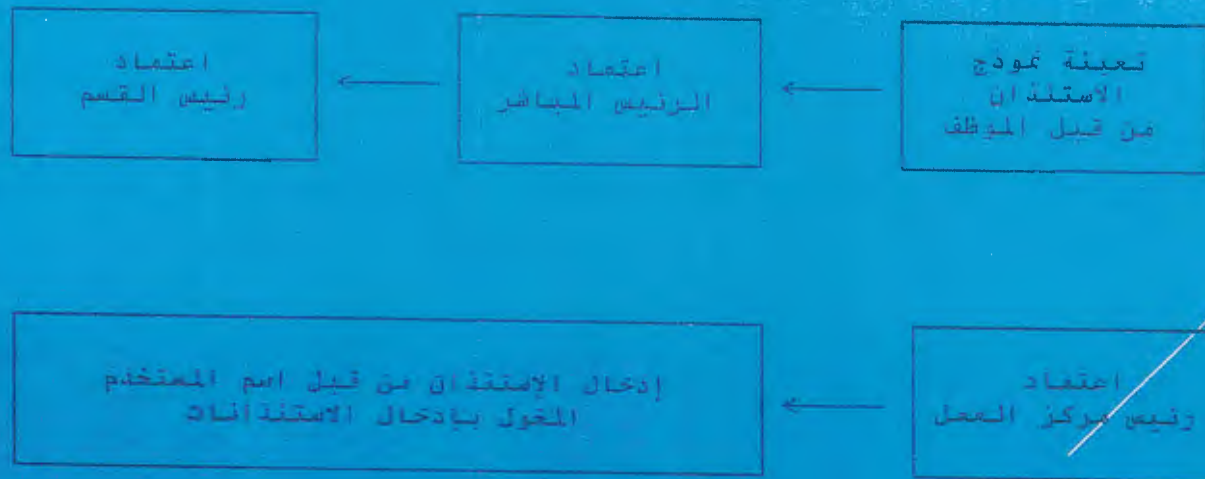 تعبئة نموذج
الاستئذان
من قبل الموظف
اعتماد
الرئيس المباشر
اعتماد
رئيس القسم
اعتماد
رئيس مركز العمل
إدخال الإستئذان من قبل اسم المستخدم
المخول بإدخال الاستئذانات